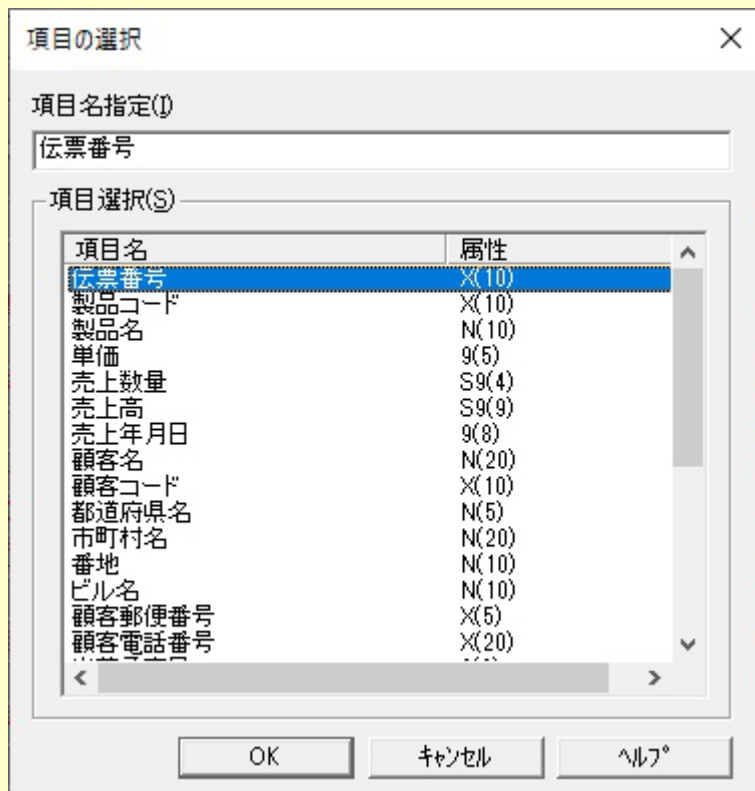 項目の選択
項目名指定(I)
伝票番号
項目選択(S)
項目名 属性
伝票番号 X(10)
製品コード X(10)
製品名 N(10)
単価 9(5)
売上数量 S9(4)
売上高 S9(9)
売上年月日 9(8)
顧客名 N(20)
顧客コード X(10)
都道府県名 N(5)
市町村名 N(20)
番地 N(10)
ビル名 N(10)
顧客郵便番号 X(5)
顧客電話番号 X(20)
OK キャンセル ヘルプ